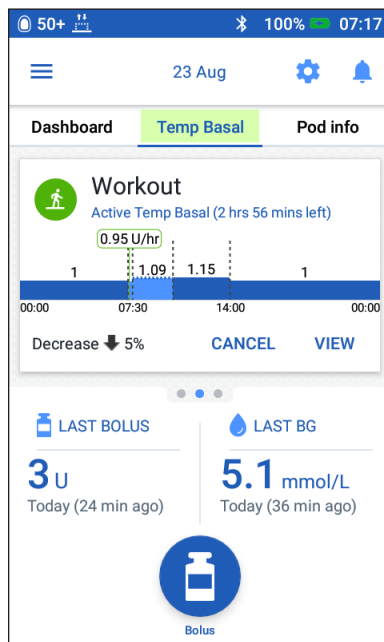 50+ 100% 07:17
23 Aug
Dashboard Temp Basal Pod info
Workout
Active Temp Basal (2 hrs 56 mins left)
0.95 U/hr
1 1.09 1.15 1
00:00 07:30 14:00 00:00
Decrease 5% CANCEL VIEW
LAST BOLUS LAST BG
3 U 5.1 mmol/L
Today (24 min ago) Today (36 min ago)
Bolus